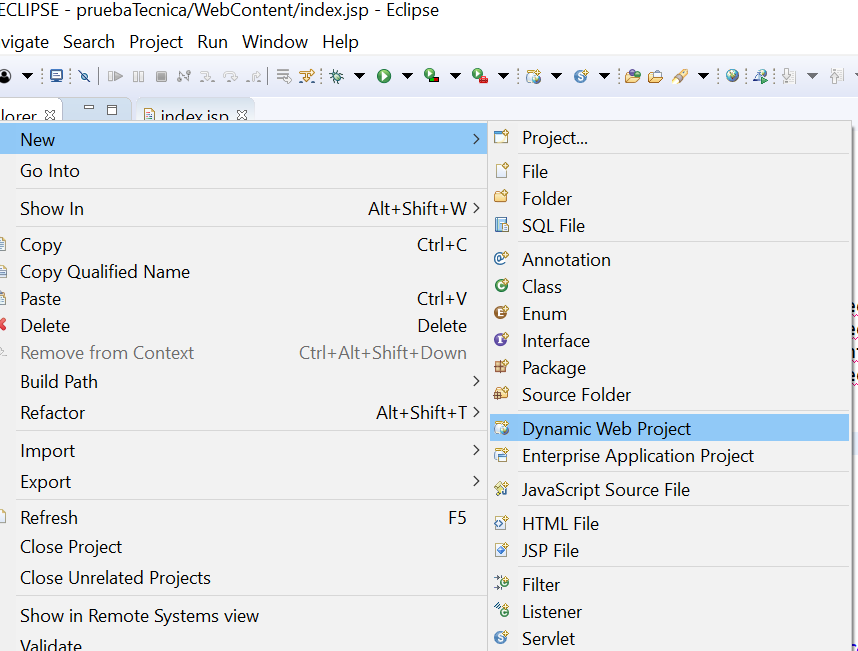 ECLIPSE - pruebaTecnica/WebContent/index.jsp - Eclipse
vigate Search Project Run Window Help
lorer index.jsp
New
Go Into
Show In Alt+Shift+W
Copy Ctrl+C
Copy Qualified Name
Paste Ctrl+V
Delete Delete
Remove from Context Ctrl+Alt+Shift+Down
Build Path
Refactor Alt+Shift+T
Import
Export
Refresh F5
Close Project
Close Unrelated Projects
Show in Remote Systems view
Validate
Project...
File
Folder
SQL File
Annotation
Class
Enum
Interface
Package
Source Folder
Dynamic Web Project
Enterprise Application Project
JavaScript Source File
HTML File
JSP File
Filter
Listener
Servlet